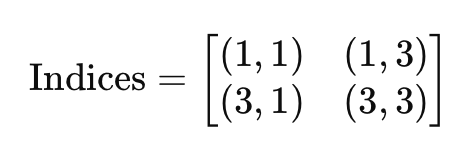 Indices = [(1, 1) (1, 3)
(3, 1) (3, 3)]